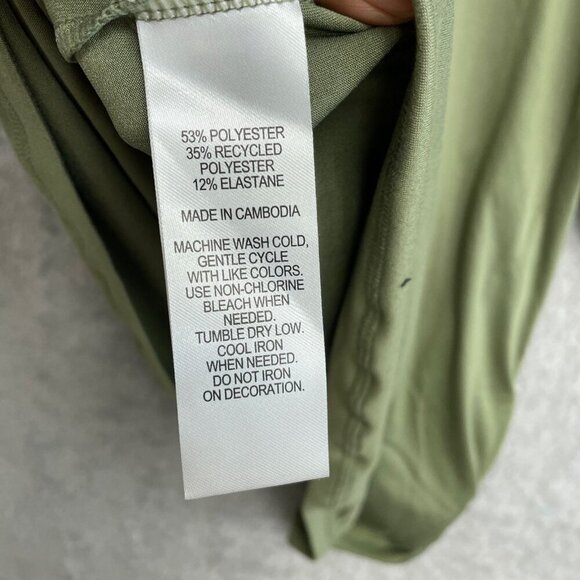 53% POLYESTER
35% RECYCLED
POLYESTER
12% ELASTANE
MADE IN CAMBODIA
MACHINE WASH COLD,
GENTLE CYCLE
WITH LIKE COLORS.
USE NON-CHLORINE
BLEACH WHEN
NEEDED.
TUMBLE DRY LOW.
COOL IRON
WHEN NEEDED.
DO NOT IRON
ON DECORATION.